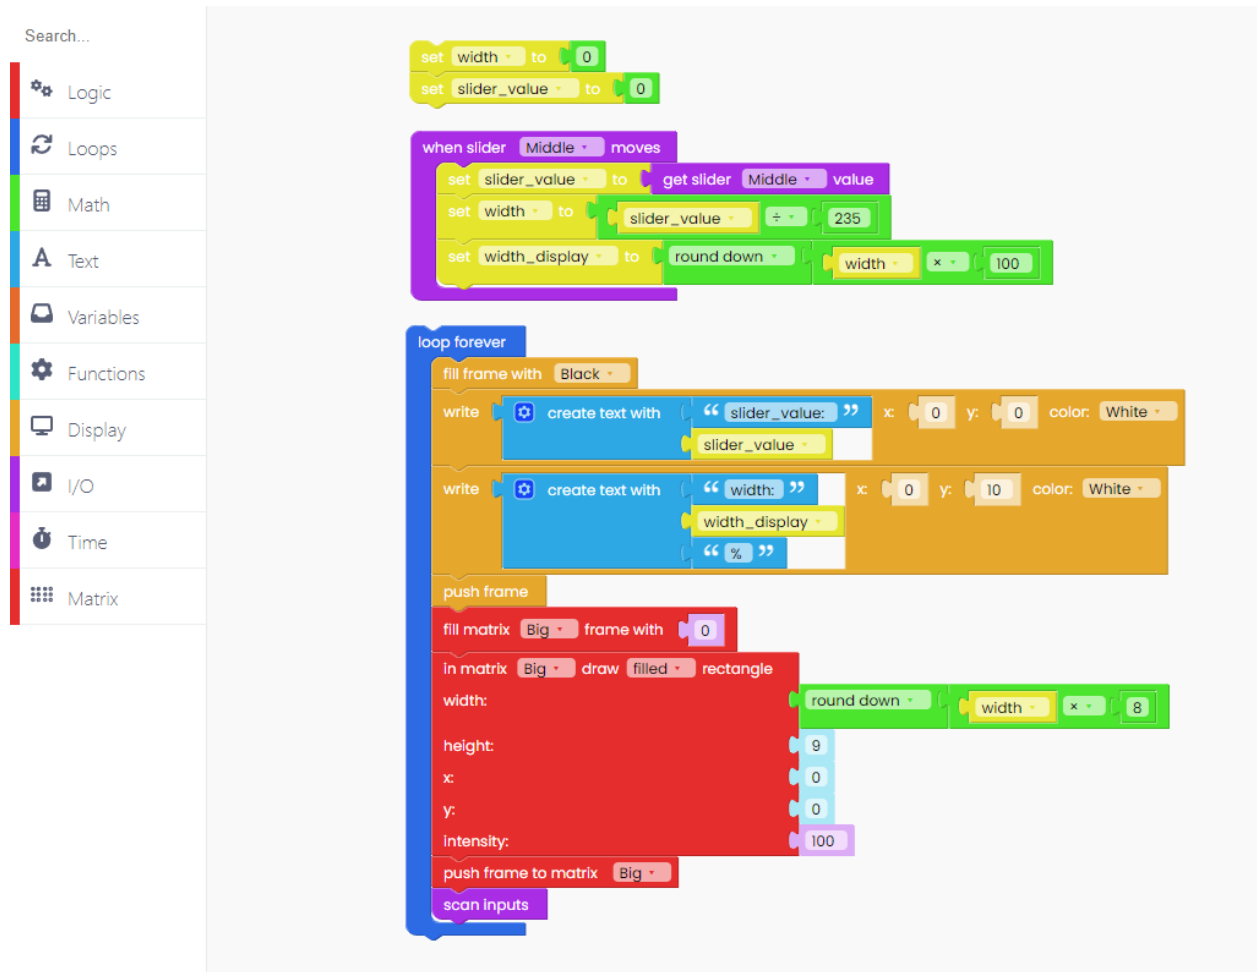 Search...
Logic
Loops
Math
Text
Variables
Functions
Display
I/O
Time
Matrix
set width to 0
set slider_value to 0
when slider Middle moves
set slider_value to get slider Middle value
set width to slider_value ÷ 235
set width_display to round down width × 100
loop forever
fill frame with Black
write create text with “ slider_value: ” x: 0 y: 0 color: White
slider_value
write create text with “ width: ” x: 0 y: 10 color: White
width_display
“ % ”
push frame
fill matrix Big frame with 0
in matrix Big draw filled rectangle
width: round down width × 8
height: 9
x: 0
y: 0
intensity: 100
push frame to matrix Big
scan inputs